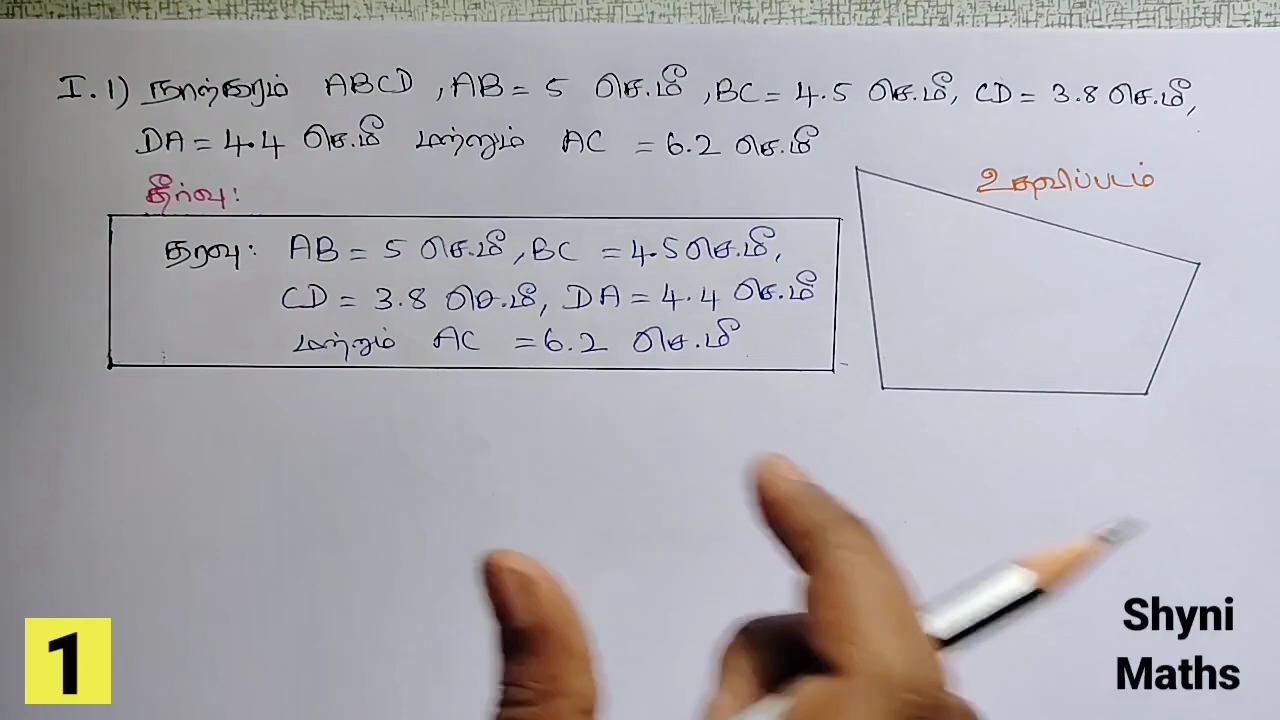 I. 1) நாற்கரம் ABCD , AB = 5 செ.மீ , BC = 4.5 செ.மீ, CD = 3.8 செ.மீ,
DA = 4.4 செ.மீ மற்றும் AC = 6.2 செ.மீ
தீர்வு:
உதவிப்படம்
தரவு: AB = 5 செ.மீ, BC = 4.5 செ.மீ,
CD = 3.8 செ.மீ, DA = 4.4 செ.மீ
மற்றும் AC = 6.2 செ.மீ
1
Shyni
Maths